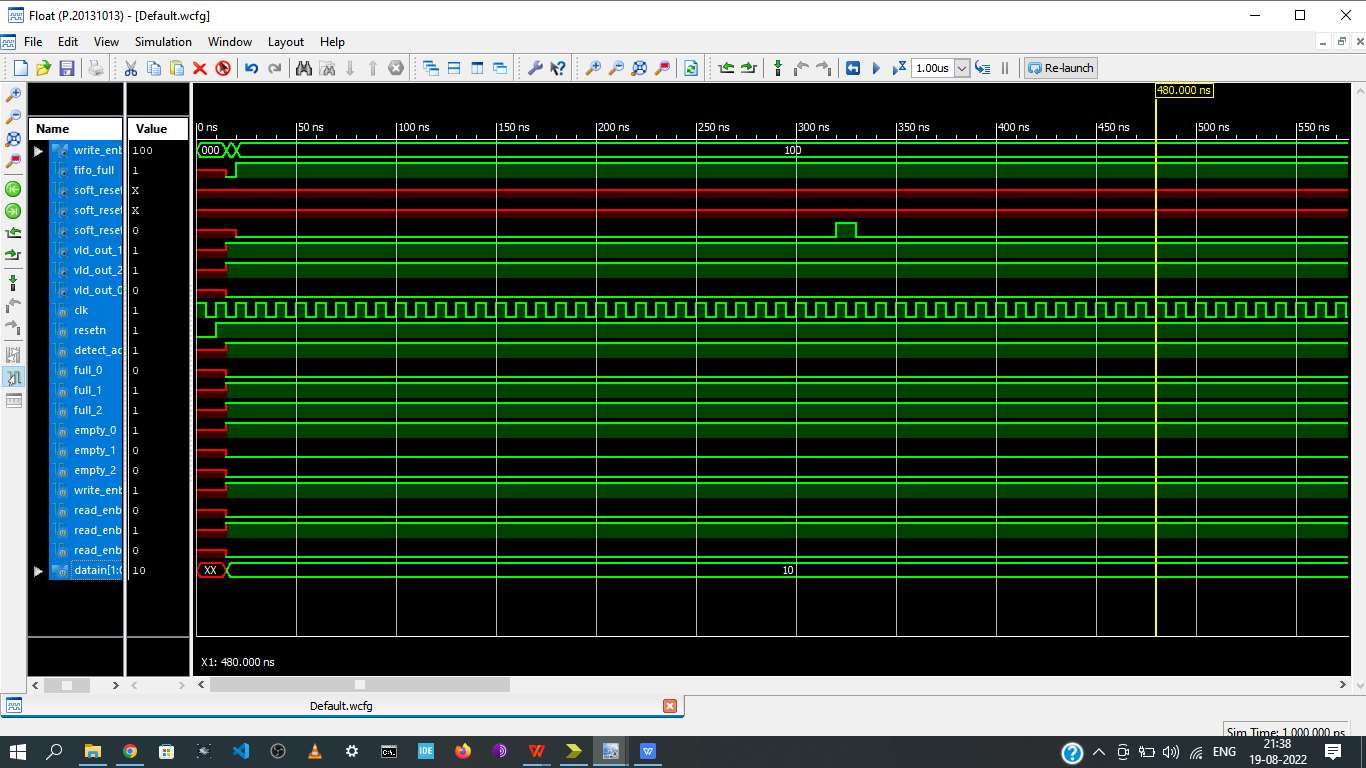 Float (P.20131013) - [Default.wcfg]
File Edit View Simulation Window Layout Help
1.00us Re-launch
480.000 ns
Name Value
0 ns 50 ns 100 ns 150 ns 200 ns 250 ns 300 ns 350 ns 400 ns 450 ns 500 ns 550 ns
write_enb 100 000 100
fifo_full 1
soft_reset X
soft_reset X
soft_reset 0
vld_out_1 1
vld_out_2 1
vld_out_0 0
clk 1
resetn 1
detect_ad 1
full_0 0
full_1 1
full_2 1
empty_0 1
empty_1 0
empty_2 0
write_enb 1
read_enb 0
read_enb 1
read_enb 0
datain[1:0 10 XX 10
X1: 480.000 ns
Default.wcfg
Sim Time: 1,000,000 ps
IDE
ENG
21:38
19-08-2022